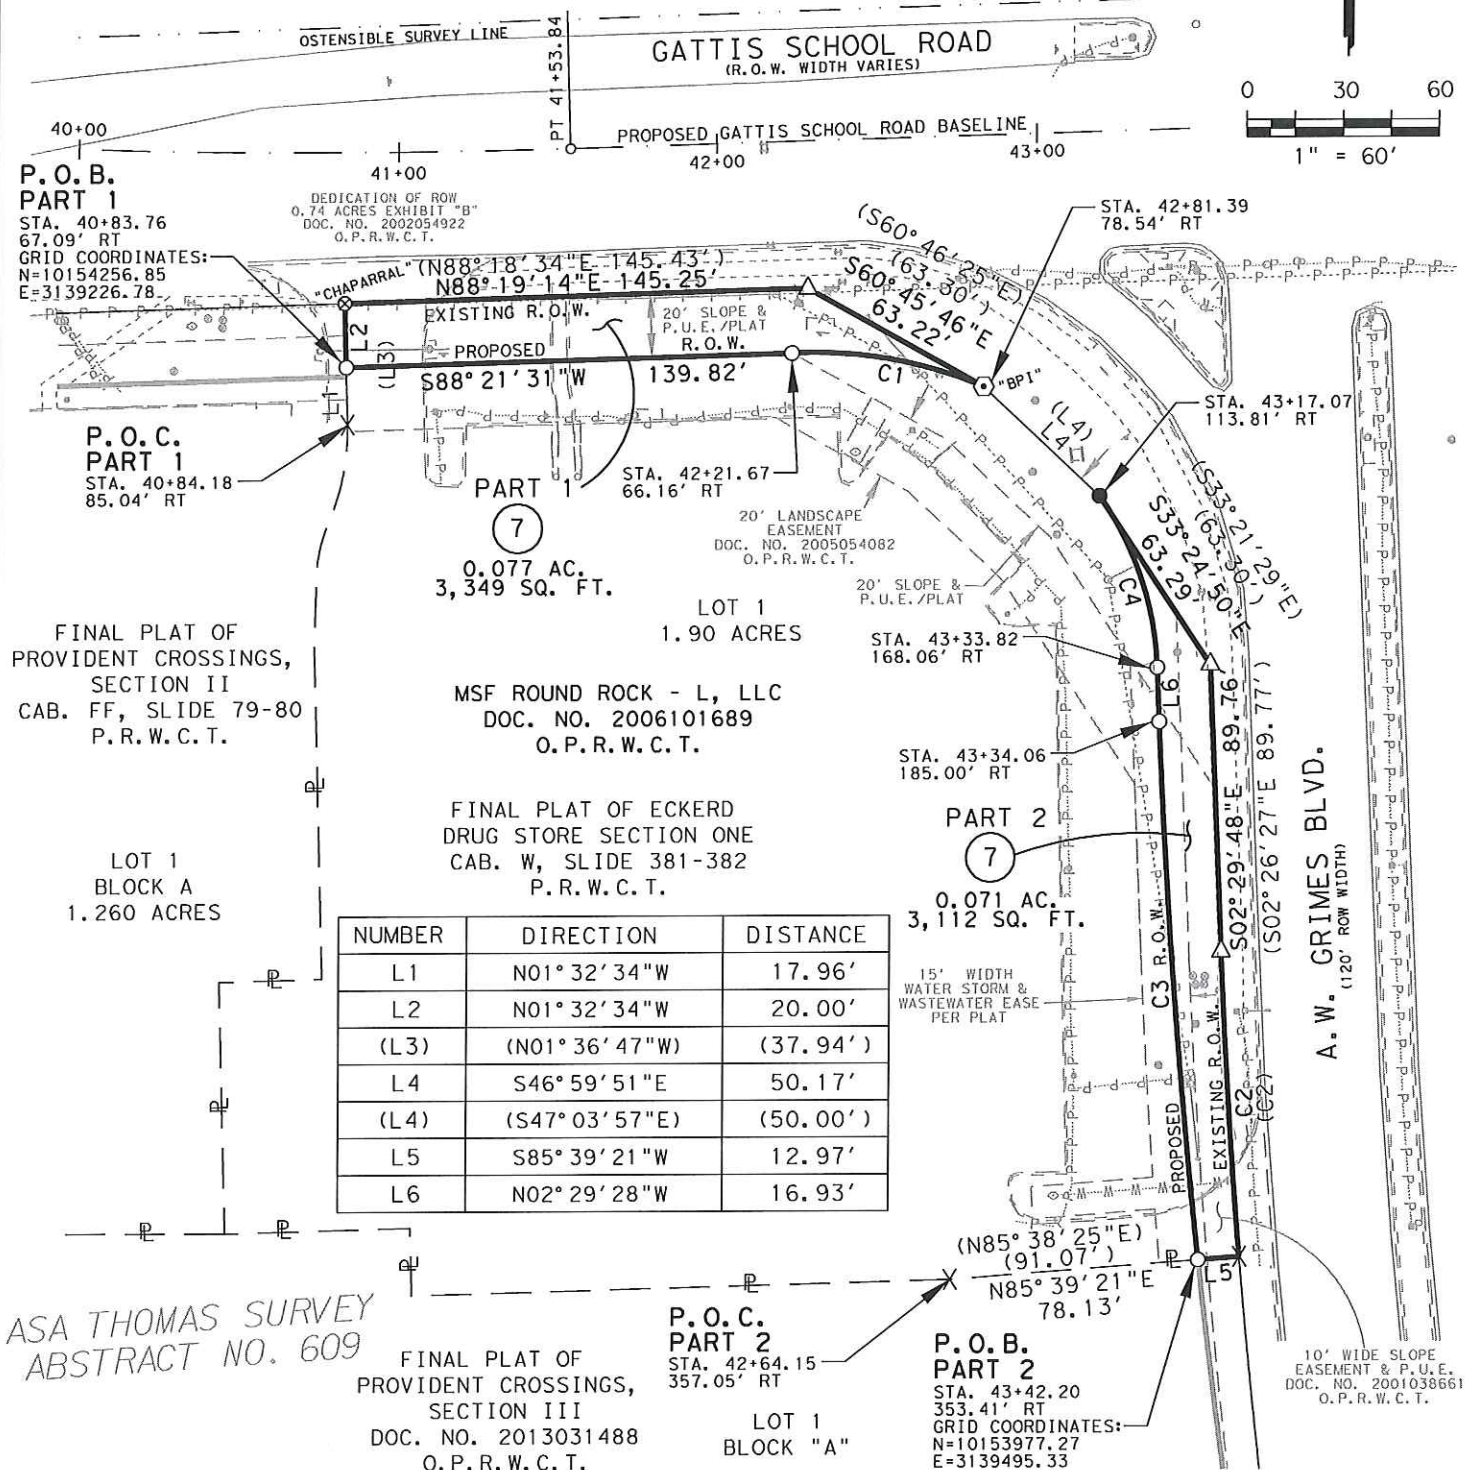 OSTENSIBLE SURVEY LINE
PT 41+53.84
GATTIS SCHOOL ROAD
(R.O.W. WIDTH VARIES)
0 30 60
1" = 60'
40+00
41+00
PROPOSED GATTIS SCHOOL ROAD BASELINE
42+00
43+00
P.O.B.
PART 1
STA. 40+83.76
67.09' RT
GRID COORDINATES:
N=10154256.85
E=3139226.78
DEDICATION OF ROW
0.74 ACRES EXHIBIT "B"
DOC. NO. 2002054922
O.P.R.W.C.T.
"CHAPARRAL"
(N88°18'34"E 145.43')
N88°19'14"E 145.25'
EXISTING R.O.W.
20' SLOPE &
P.U.E./PLAT
R.O.W.
PROPOSED
S88°21'31"W
139.82'
L2
(L3)
L1
(S60°46'25"E)
(63.30')
S60°45'46"E
63.22'
C1
"BPI"
STA. 42+81.39
78.54' RT
(L4)
L4
STA. 43+17.07
113.81' RT
P.O.C.
PART 1
STA. 40+84.18
85.04' RT
PART 1
7
0.077 AC.
3,349 SQ. FT.
STA. 42+21.67
66.16' RT
20' LANDSCAPE
EASEMENT
DOC. NO. 2005054082
O.P.R.W.C.T.
20' SLOPE &
P.U.E./PLAT
(S33°21'29"E)
(63.30')
S33°24'50"E
63.29'
C4
LOT 1
1.90 ACRES
STA. 43+33.82
168.06' RT
L6
FINAL PLAT OF
PROVIDENT CROSSINGS,
SECTION II
CAB. FF, SLIDE 79-80
P.R.W.C.T.
MSF ROUND ROCK - L, LLC
DOC. NO. 2006101689
O.P.R.W.C.T.
STA. 43+34.06
185.00' RT
S02°29'48"E 89.76'
(S02°26'27"E 89.77')
A.W. GRIMES BLVD.
(120' ROW WIDTH)
FINAL PLAT OF ECKERD
DRUG STORE SECTION ONE
CAB. W, SLIDE 381-382
P.R.W.C.T.
PART 2
7
0.071 AC.
3,112 SQ. FT.
LOT 1
BLOCK A
1.260 ACRES
15' WIDTH
WATER STORM &
WASTEWATER EASE
PER PLAT
C3 R.O.W.
PROPOSED
EXISTING R.O.W.
C2
(C2)
NUMBER DIRECTION DISTANCE
L1 N01°32'34"W 17.96'
L2 N01°32'34"W 20.00'
(L3) (N01°36'47"W) (37.94')
L4 S46°59'51"E 50.17'
(L4) (S47°03'57"E) (50.00')
L5 S85°39'21"W 12.97'
L6 N02°29'28"W 16.93'
(N85°38'25"E)
(91.07')
N85°39'21"E
78.13'
L5
ASA THOMAS SURVEY
ABSTRACT NO. 609
P.O.C.
PART 2
STA. 42+64.15
357.05' RT
P.O.B.
PART 2
STA. 43+42.20
353.41' RT
GRID COORDINATES:
N=10153977.27
E=3139495.33
10' WIDE SLOPE
EASEMENT & P.U.E.
DOC. NO. 2001038661
O.P.R.W.C.T.
FINAL PLAT OF
PROVIDENT CROSSINGS,
SECTION III
DOC. NO. 2013031488
O.P.R.W.C.T.
LOT 1
BLOCK "A"